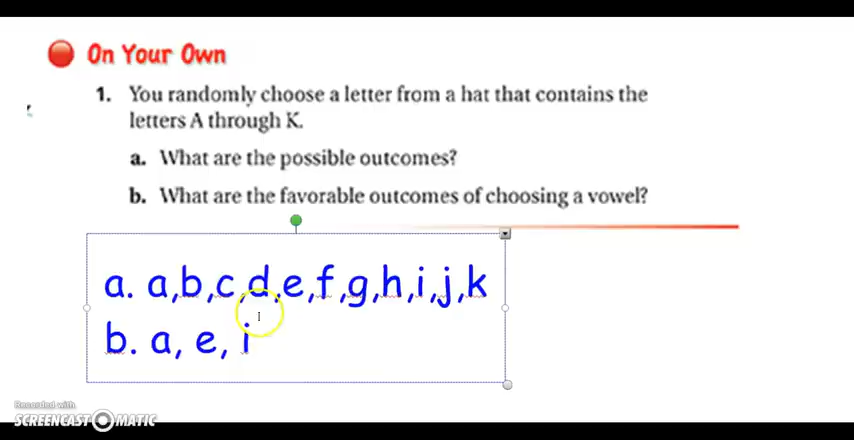 On Your Own
1. You randomly choose a letter from a hat that contains the
letters A through K.
a. What are the possible outcomes?
b. What are the favorable outcomes of choosing a vowel?
a. a,b,c,d,e,f,g,h,i,j,k
b. a, e, i
Recorded with
SCREENCAST MATIC